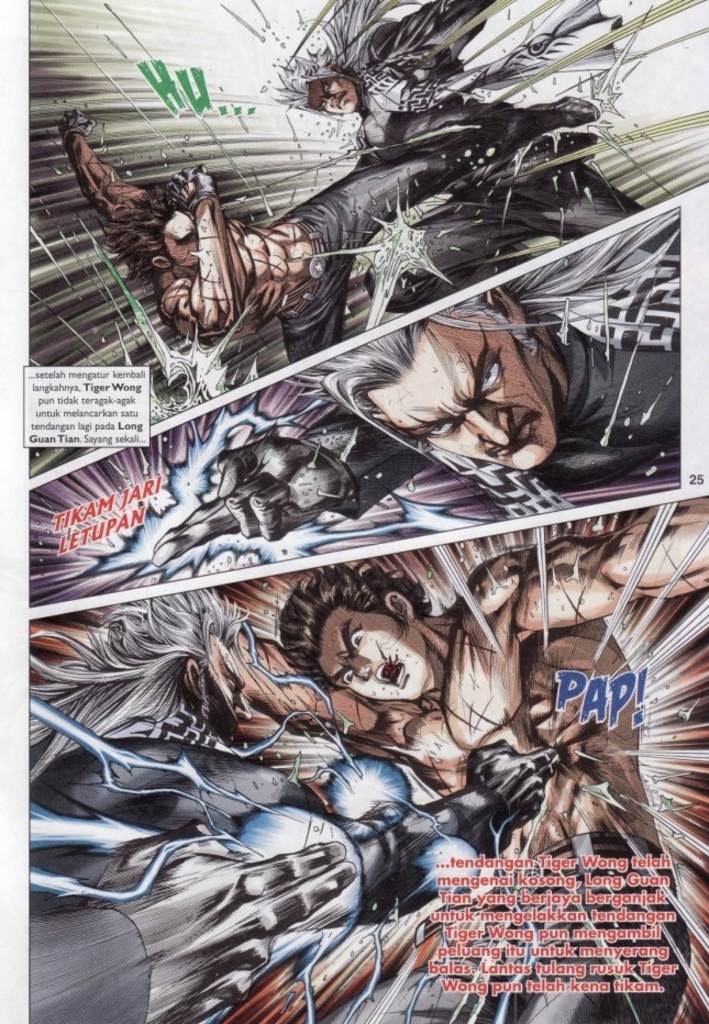 KU...
...setelah mengatur kembali
langkahnya, Tiger Wong
pun tidak teragak-agak
untuk melancarkan satu
tendangan lagi pada Long
Guan Tian. Sayang sekali...
25
TIKAM JARI
LETUPAN
PAP!
...tendangan Tiger Wong telah
mengenai kosong, Long Guan
Tian yang berjaya berganjak
untuk mengelakkan tendangan
Tiger Wong pun mengambil
peluang itu untuk menyerang
balas. Lantas tulang rusuk Tiger
Wong pun telah kena tikam.